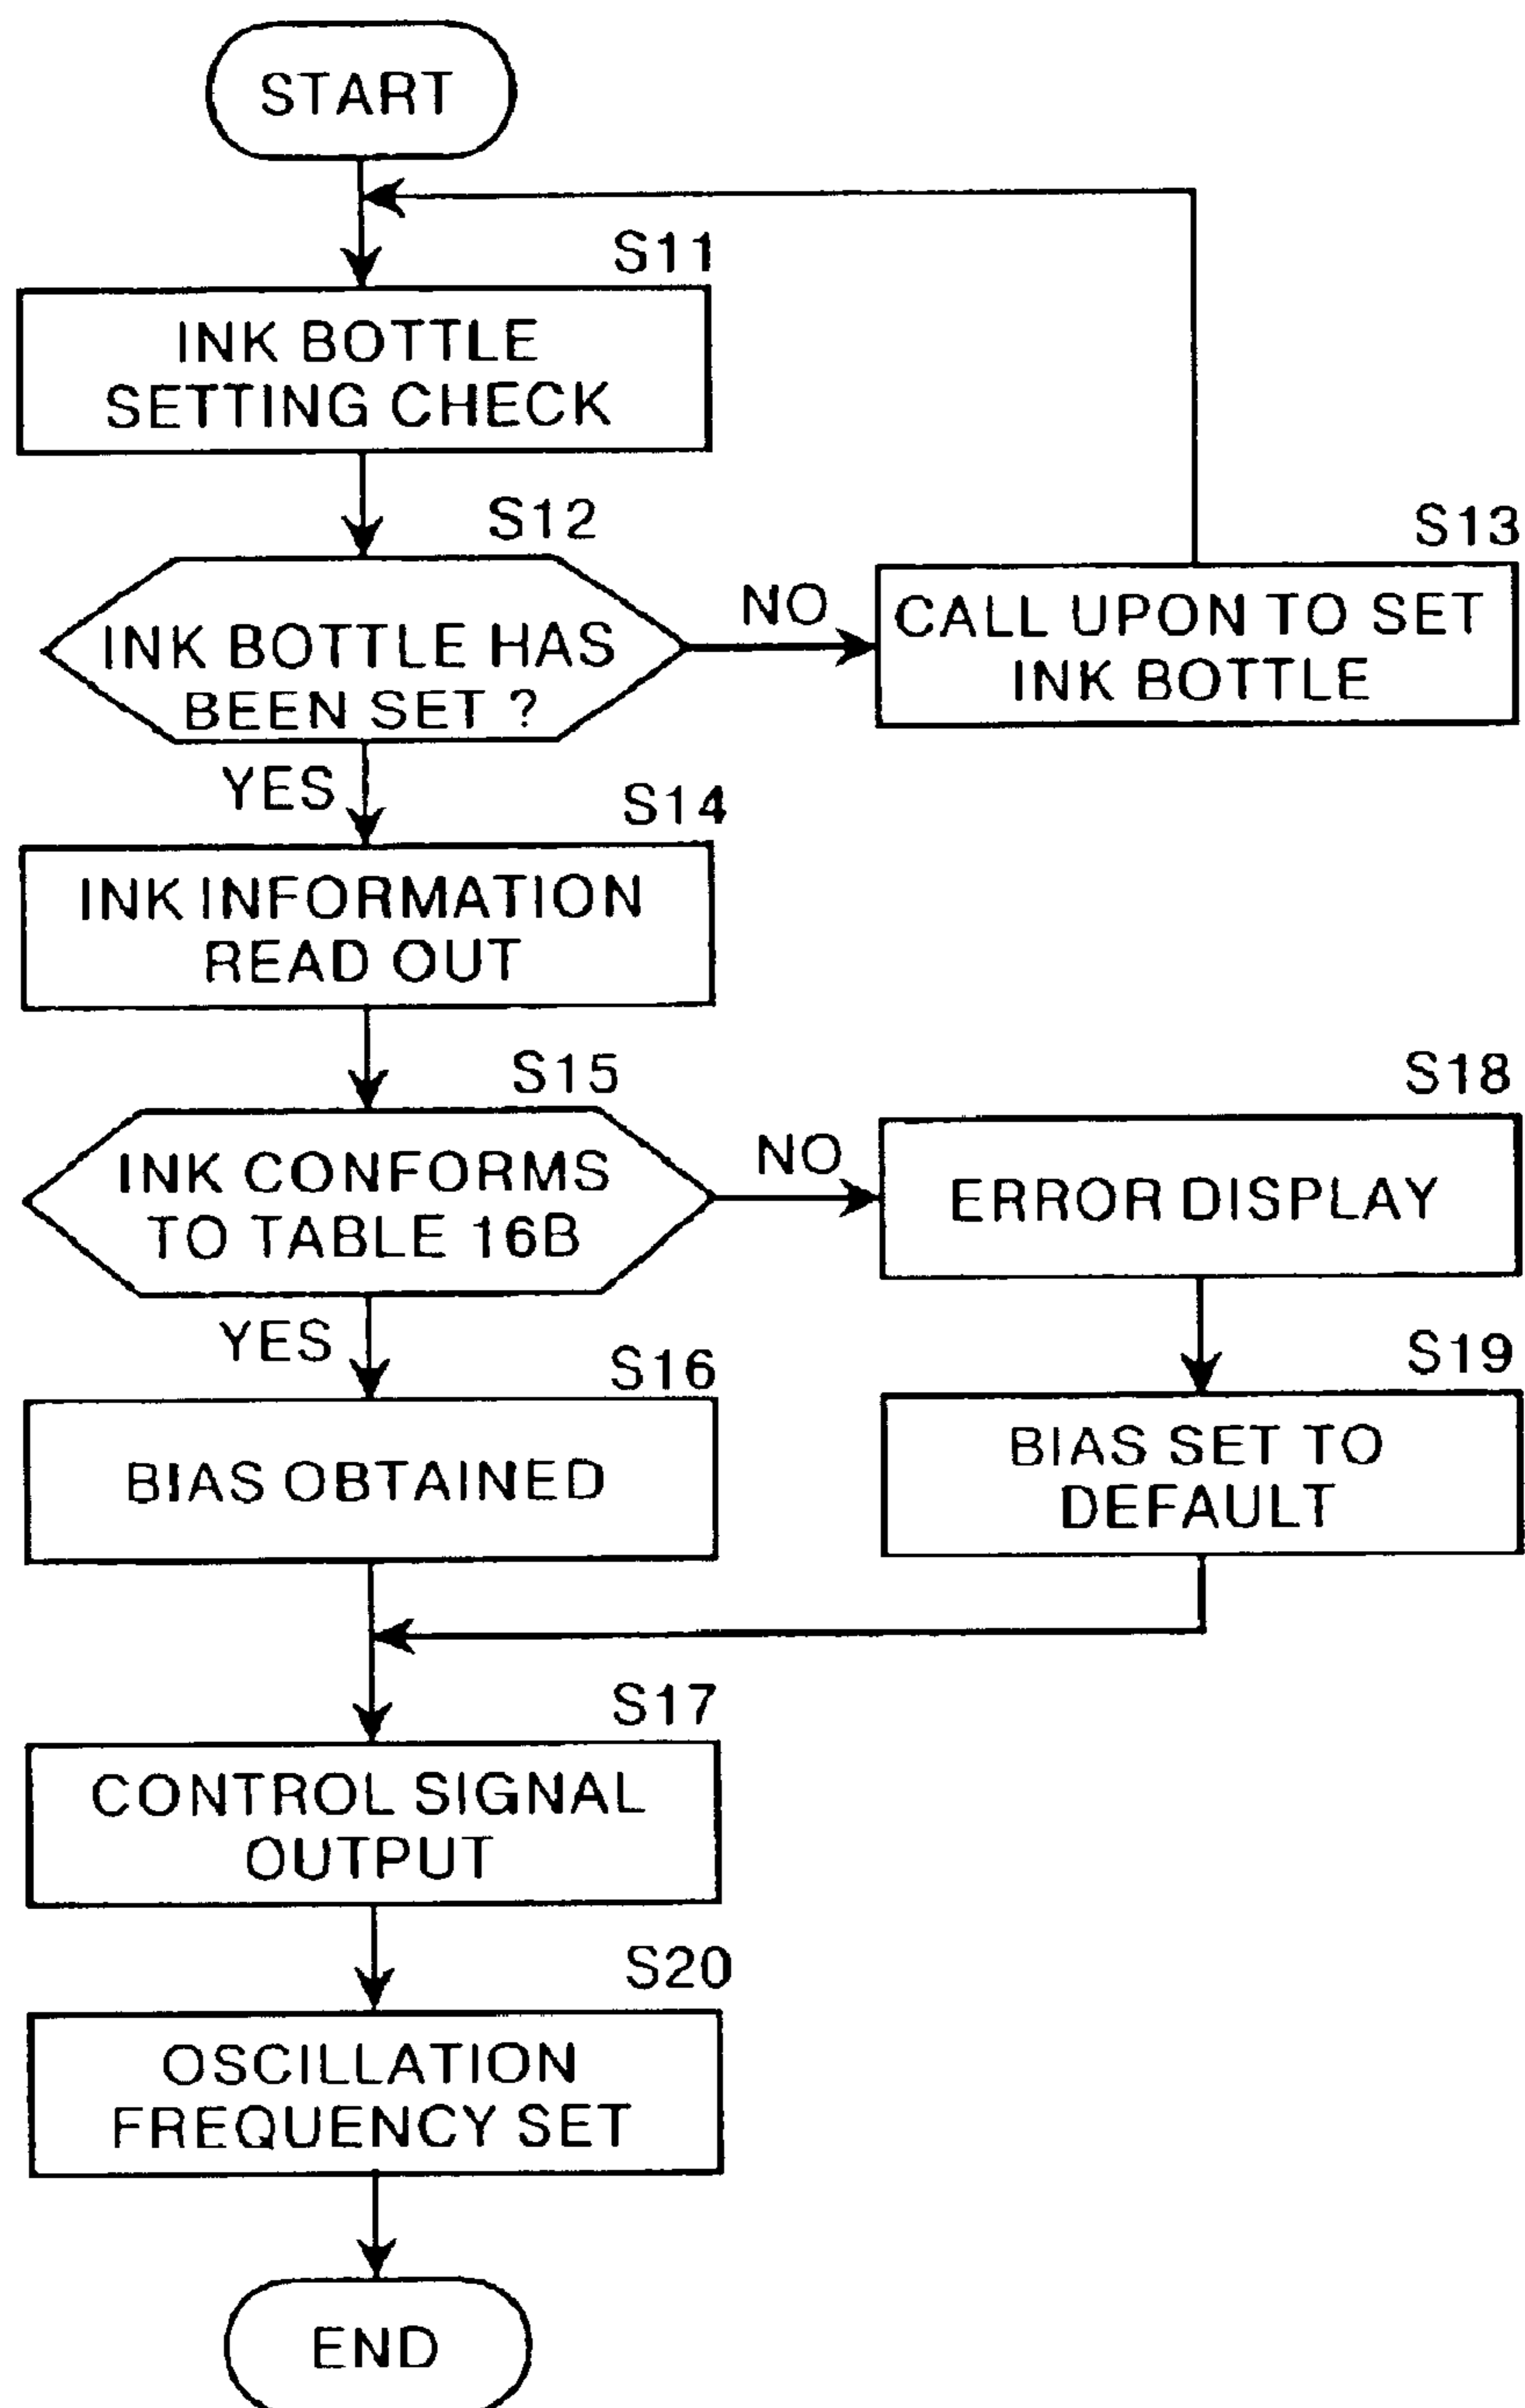 START
S11
INK BOTTLE
SETTING CHECK
S12
INK BOTTLE HAS
BEEN SET ?
NO
S13
CALL UPON TO SET
INK BOTTLE
YES
S14
INK INFORMATION
READ OUT
S15
INK CONFORMS
TO TABLE 16B
NO
S18
ERROR DISPLAY
YES
S16
BIAS OBTAINED
S19
BIAS SET TO
DEFAULT
S17
CONTROL SIGNAL
OUTPUT
S20
OSCILLATION
FREQUENCY SET
END